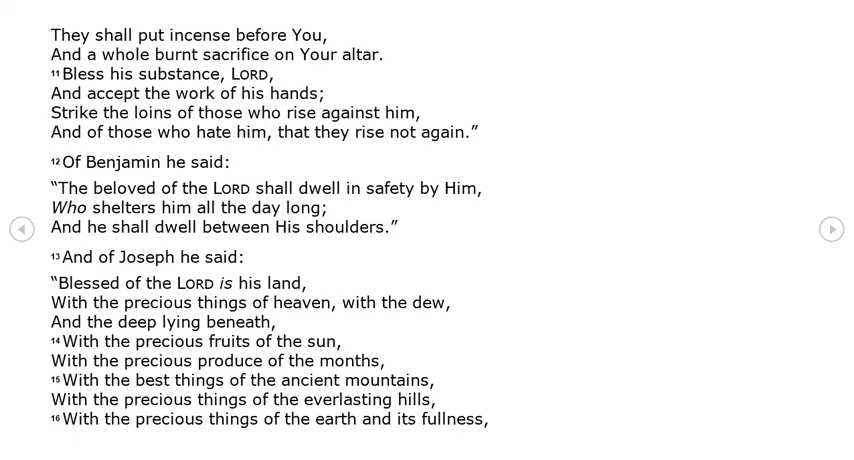 They shall put incense before You,
And a whole burnt sacrifice on Your altar.
11 Bless his substance, LORD,
And accept the work of his hands;
Strike the loins of those who rise against him,
And of those who hate him, that they rise not again.”
12 Of Benjamin he said:
“The beloved of the LORD shall dwell in safety by Him,
Who shelters him all the day long;
And he shall dwell between His shoulders.”
13 And of Joseph he said:
“Blessed of the LORD is his land,
With the precious things of heaven, with the dew,
And the deep lying beneath,
14 With the precious fruits of the sun,
With the precious produce of the months,
15 With the best things of the ancient mountains,
With the precious things of the everlasting hills,
16 With the precious things of the earth and its fullness,